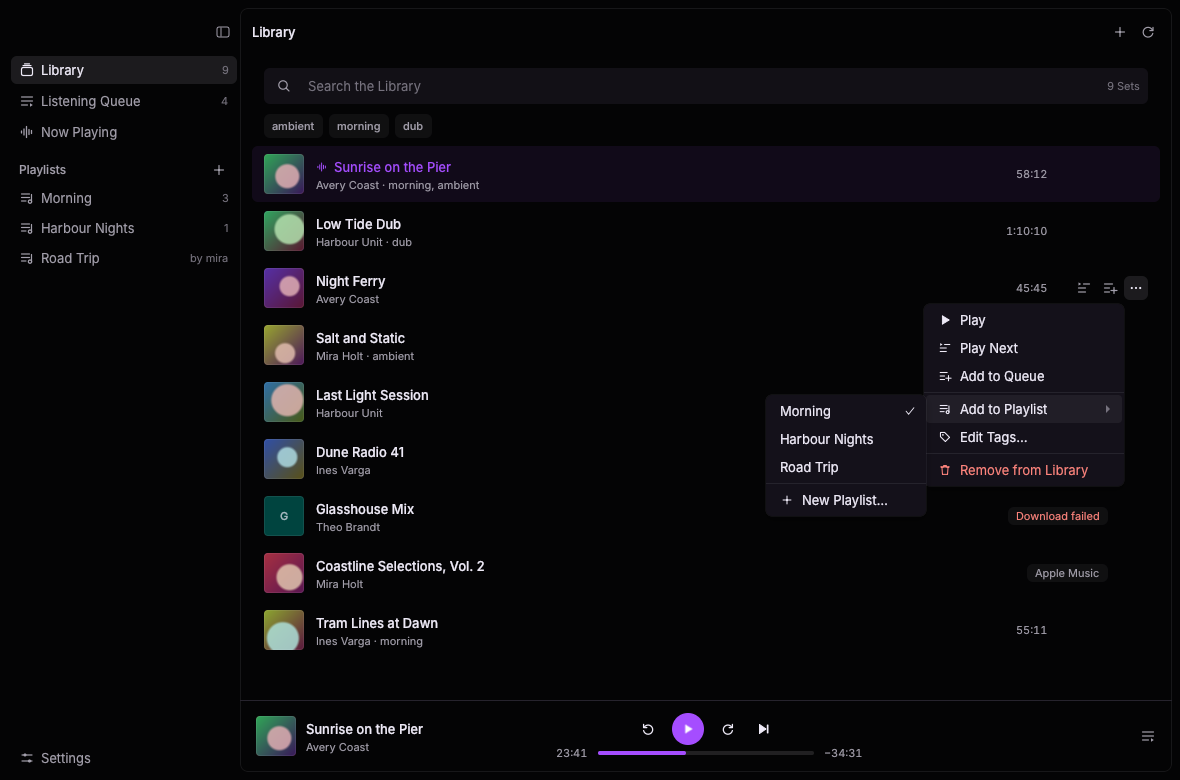 Library
Library 9
Listening Queue 4
Now Playing
Playlists
Morning 3
Harbour Nights 1
Road Trip by mira
Settings
Search the Library 9 Sets
ambient morning dub
Sunrise on the Pier
Avery Coast · morning, ambient
58:12
Low Tide Dub
Harbour Unit · dub
1:10:10
Night Ferry
Avery Coast
45:45
Salt and Static
Mira Holt · ambient
Last Light Session
Harbour Unit
Dune Radio 41
Ines Varga
G
Glasshouse Mix
Theo Brandt
Download failed
Coastline Selections, Vol. 2
Mira Holt
Apple Music
Tram Lines at Dawn
Ines Varga · morning
55:11
Play
Play Next
Add to Queue
Add to Playlist
Edit Tags...
Remove from Library
Morning
Harbour Nights
Road Trip
New Playlist...
Sunrise on the Pier
Avery Coast
23:41 −34:31